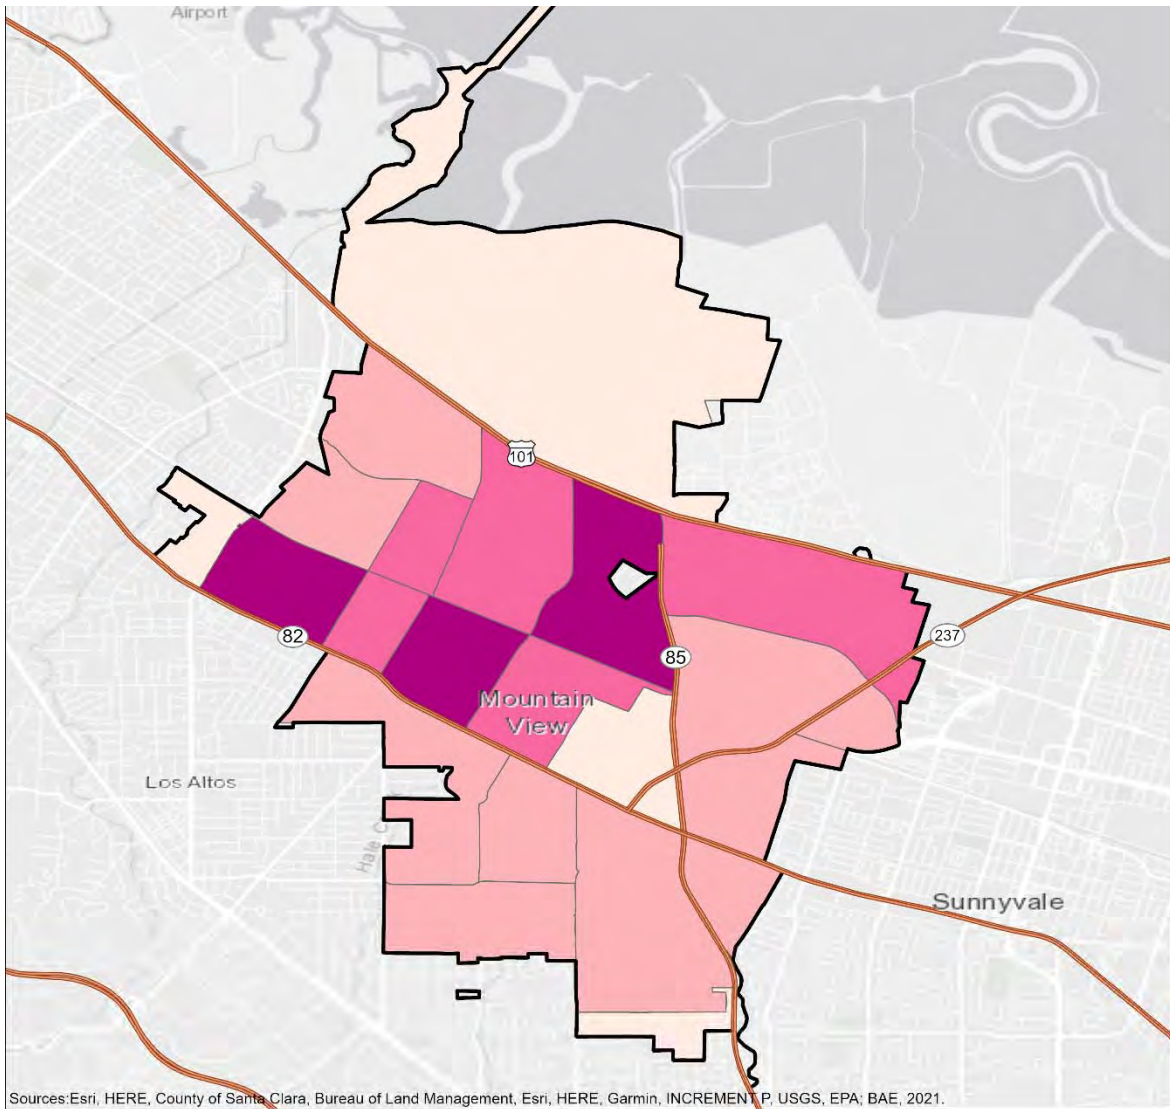 Airport
101
82
237
85
Mountain
View
Los Altos
Hale C
Sunnyvale
Sources:Esri, HERE, County of Santa Clara, Bureau of Land Management, Esri, HERE, Garmin, INCREMENT P, USGS, EPA; BAE, 2021.